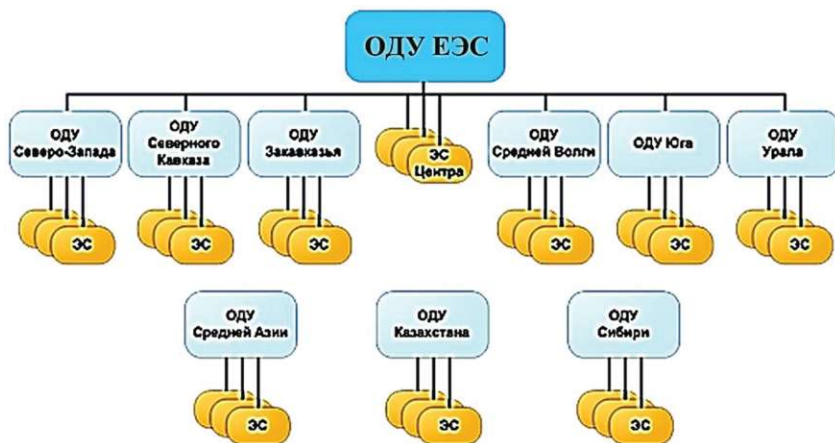 ОДУ ЕЭС
ОДУ
Северо-Запада
ОДУ
Северного
Кавказа
ОДУ
Закавказья
ЭС
Центра
ОДУ
Средней Волги
ОДУ Юга
ОДУ
Урала
ЭС
ЭС
ЭС
ЭС
ЭС
ЭС
ОДУ
Средней Азии
ОДУ
Казахстана
ОДУ
Сибири
ЭС
ЭС
ЭС